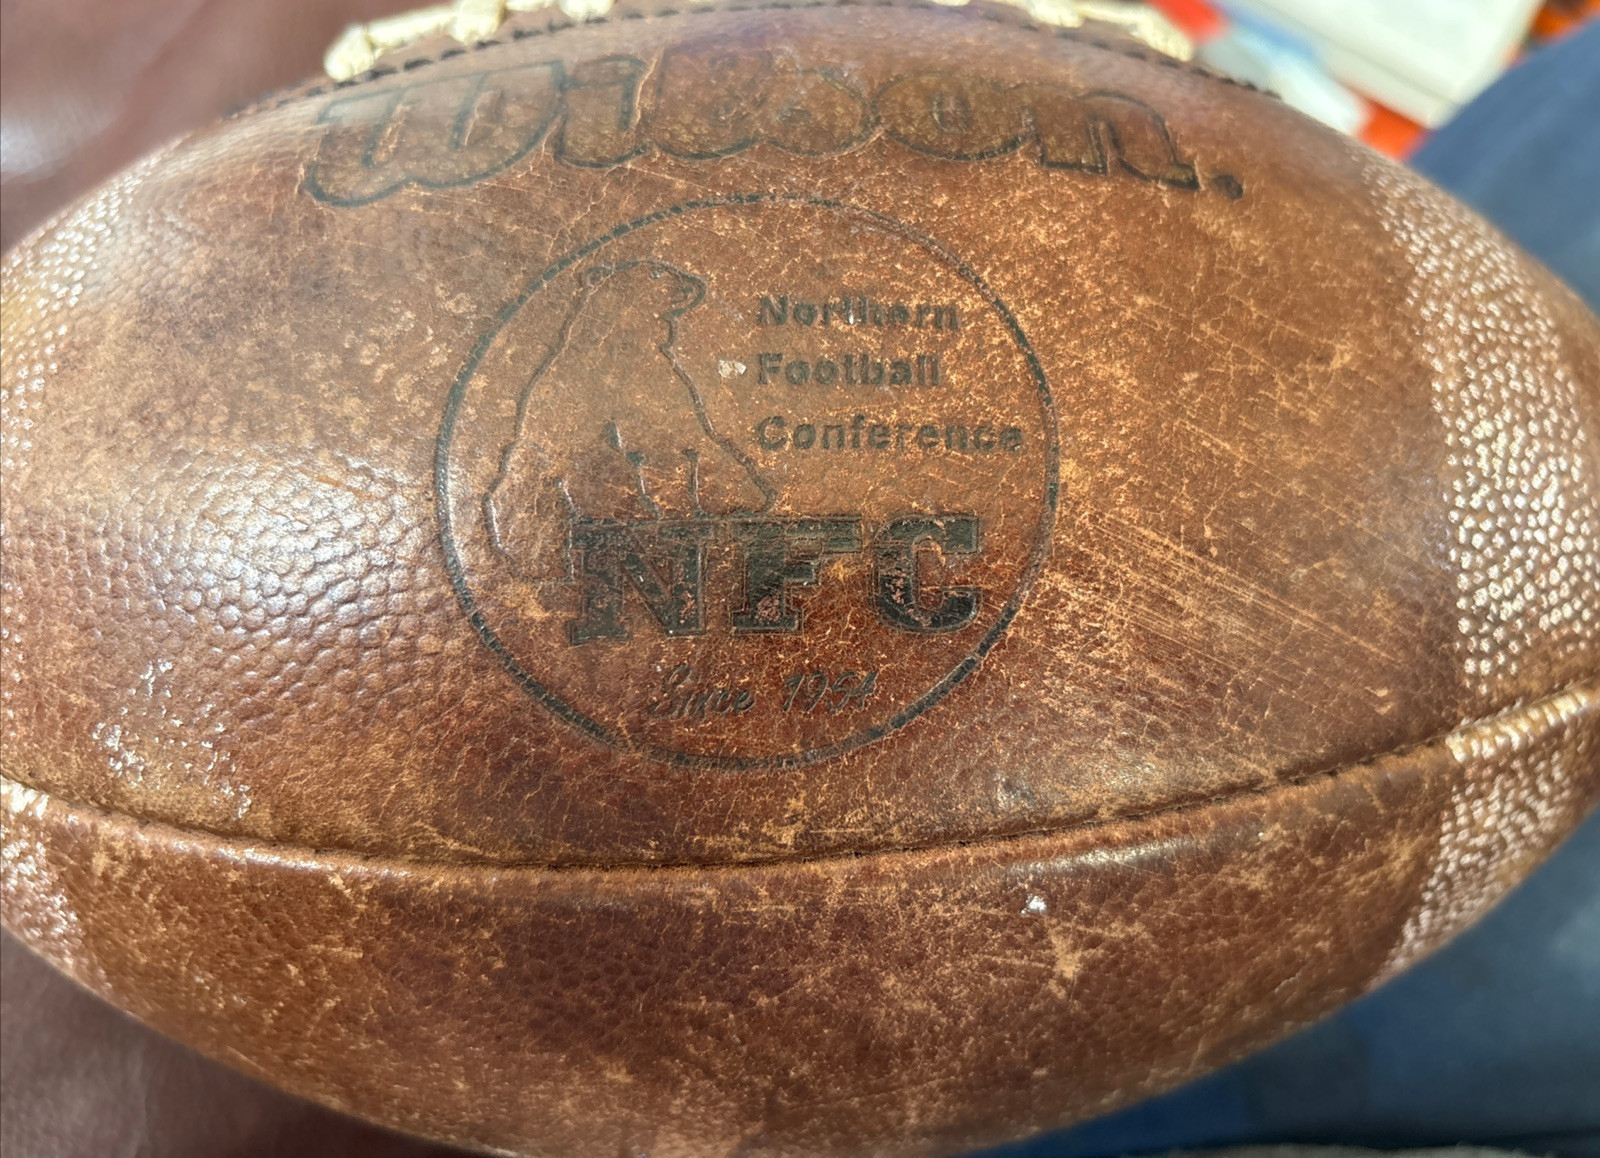 Wilson.
Northern
Football
Conference
NFC
Since 1954